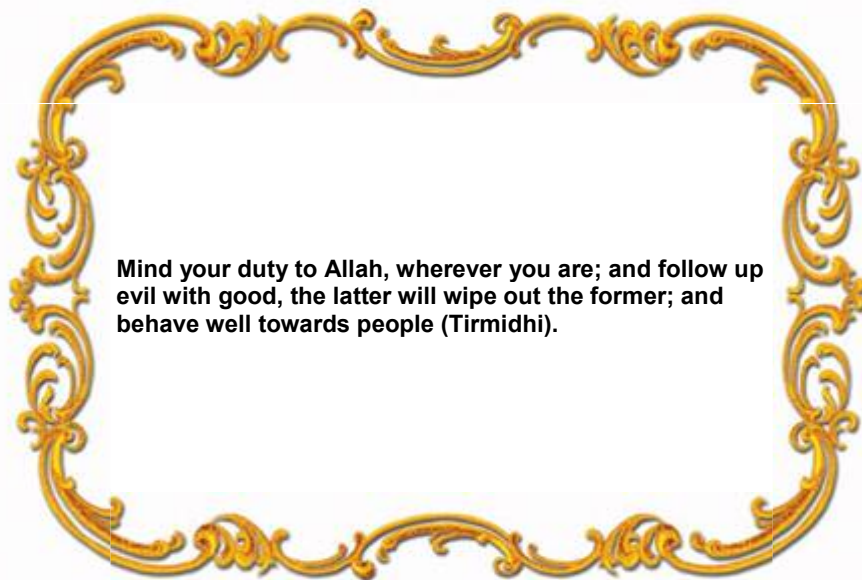 Mind your duty to Allah, wherever you are; and follow up
evil with good, the latter will wipe out the former; and
behave well towards people (Tirmidhi).